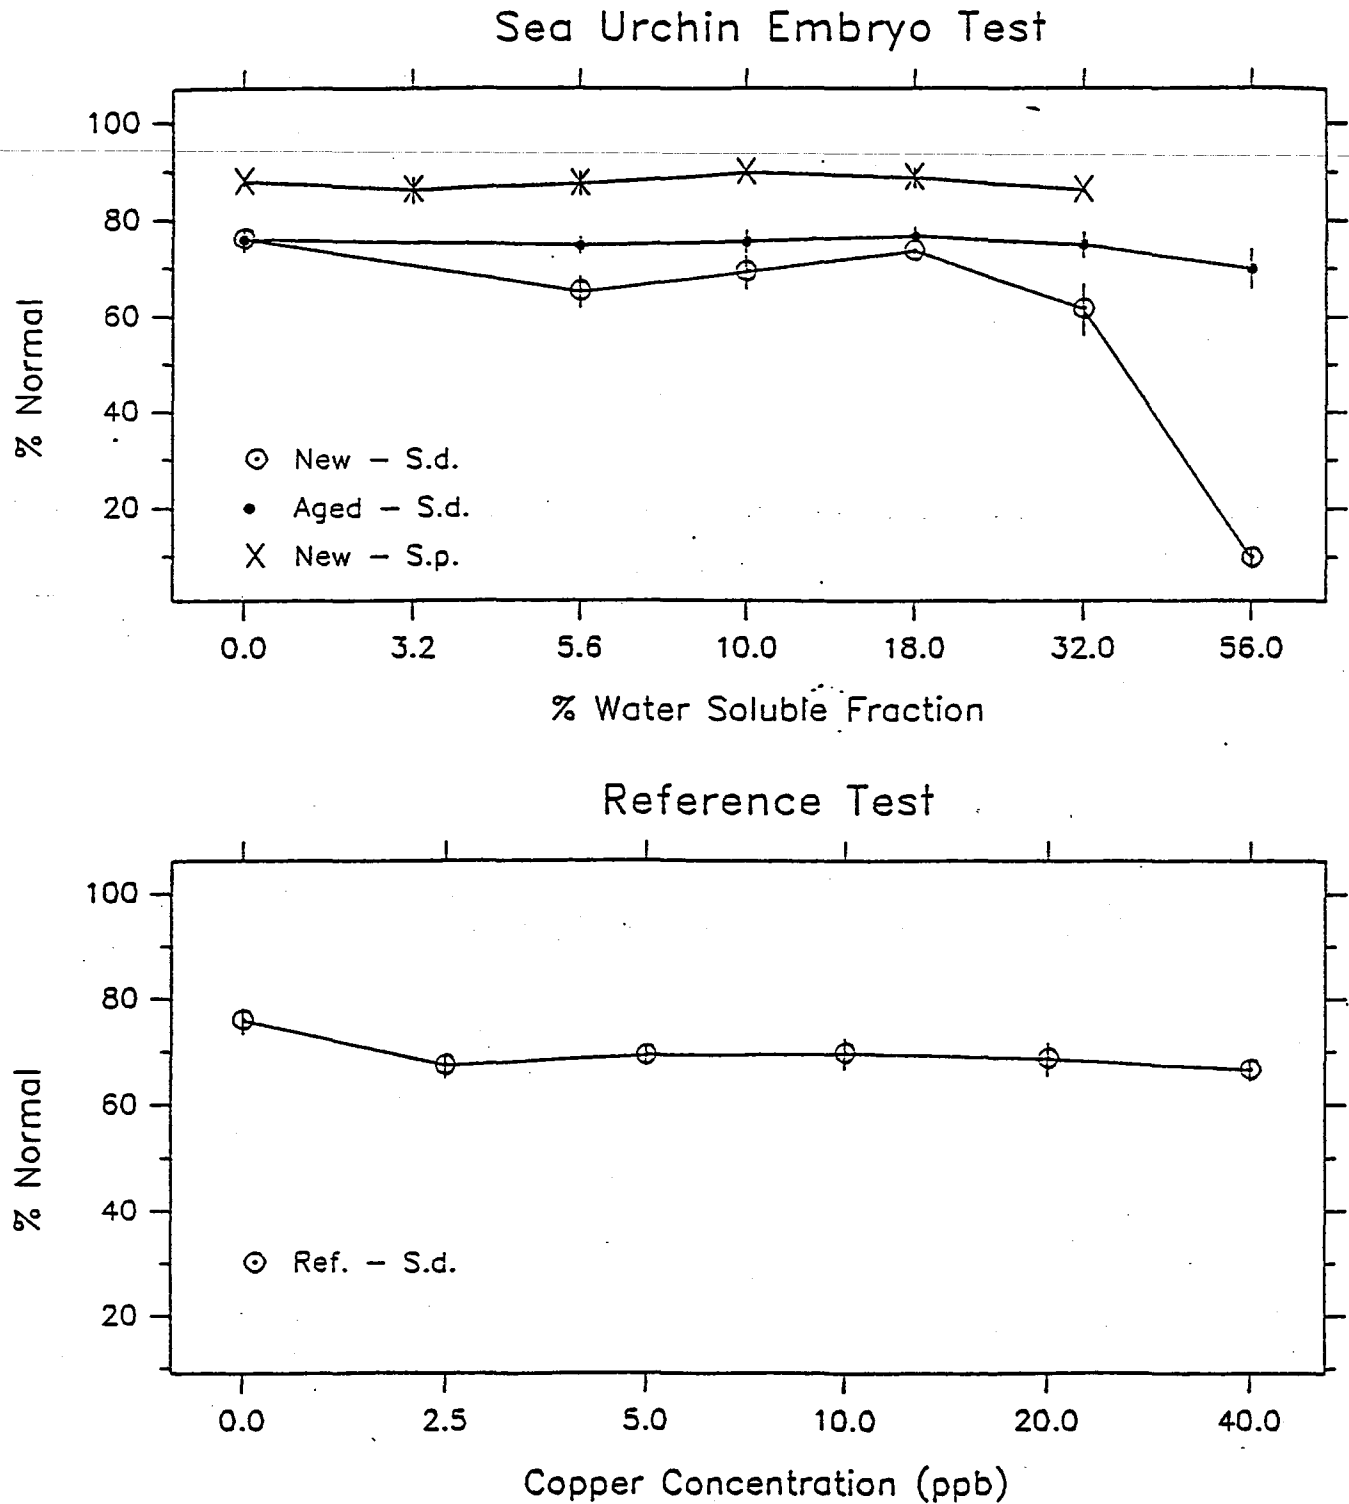 Sea Urchin Embryo Test
100
80
60
40
20
% Normal
New – S.d.
Aged – S.d.
New – S.p.
0.0 3.2 5.6 10.0 18.0 32.0 56.0
% Water Soluble Fraction
Reference Test
100
80
60
40
20
% Normal
Ref. – S.d.
0.0 2.5 5.0 10.0 20.0 40.0
Copper Concentration (ppb)